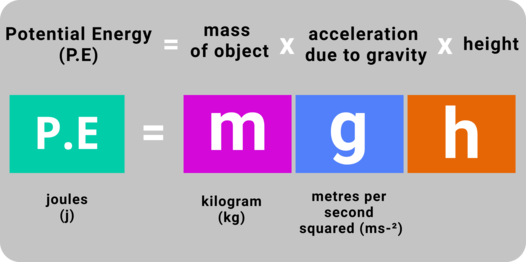 Potential Energy (P.E) = mass of object x acceleration due to gravity x height
P.E = m g h
joules (j)
kilogram (kg)
metres per second squared (ms-²)